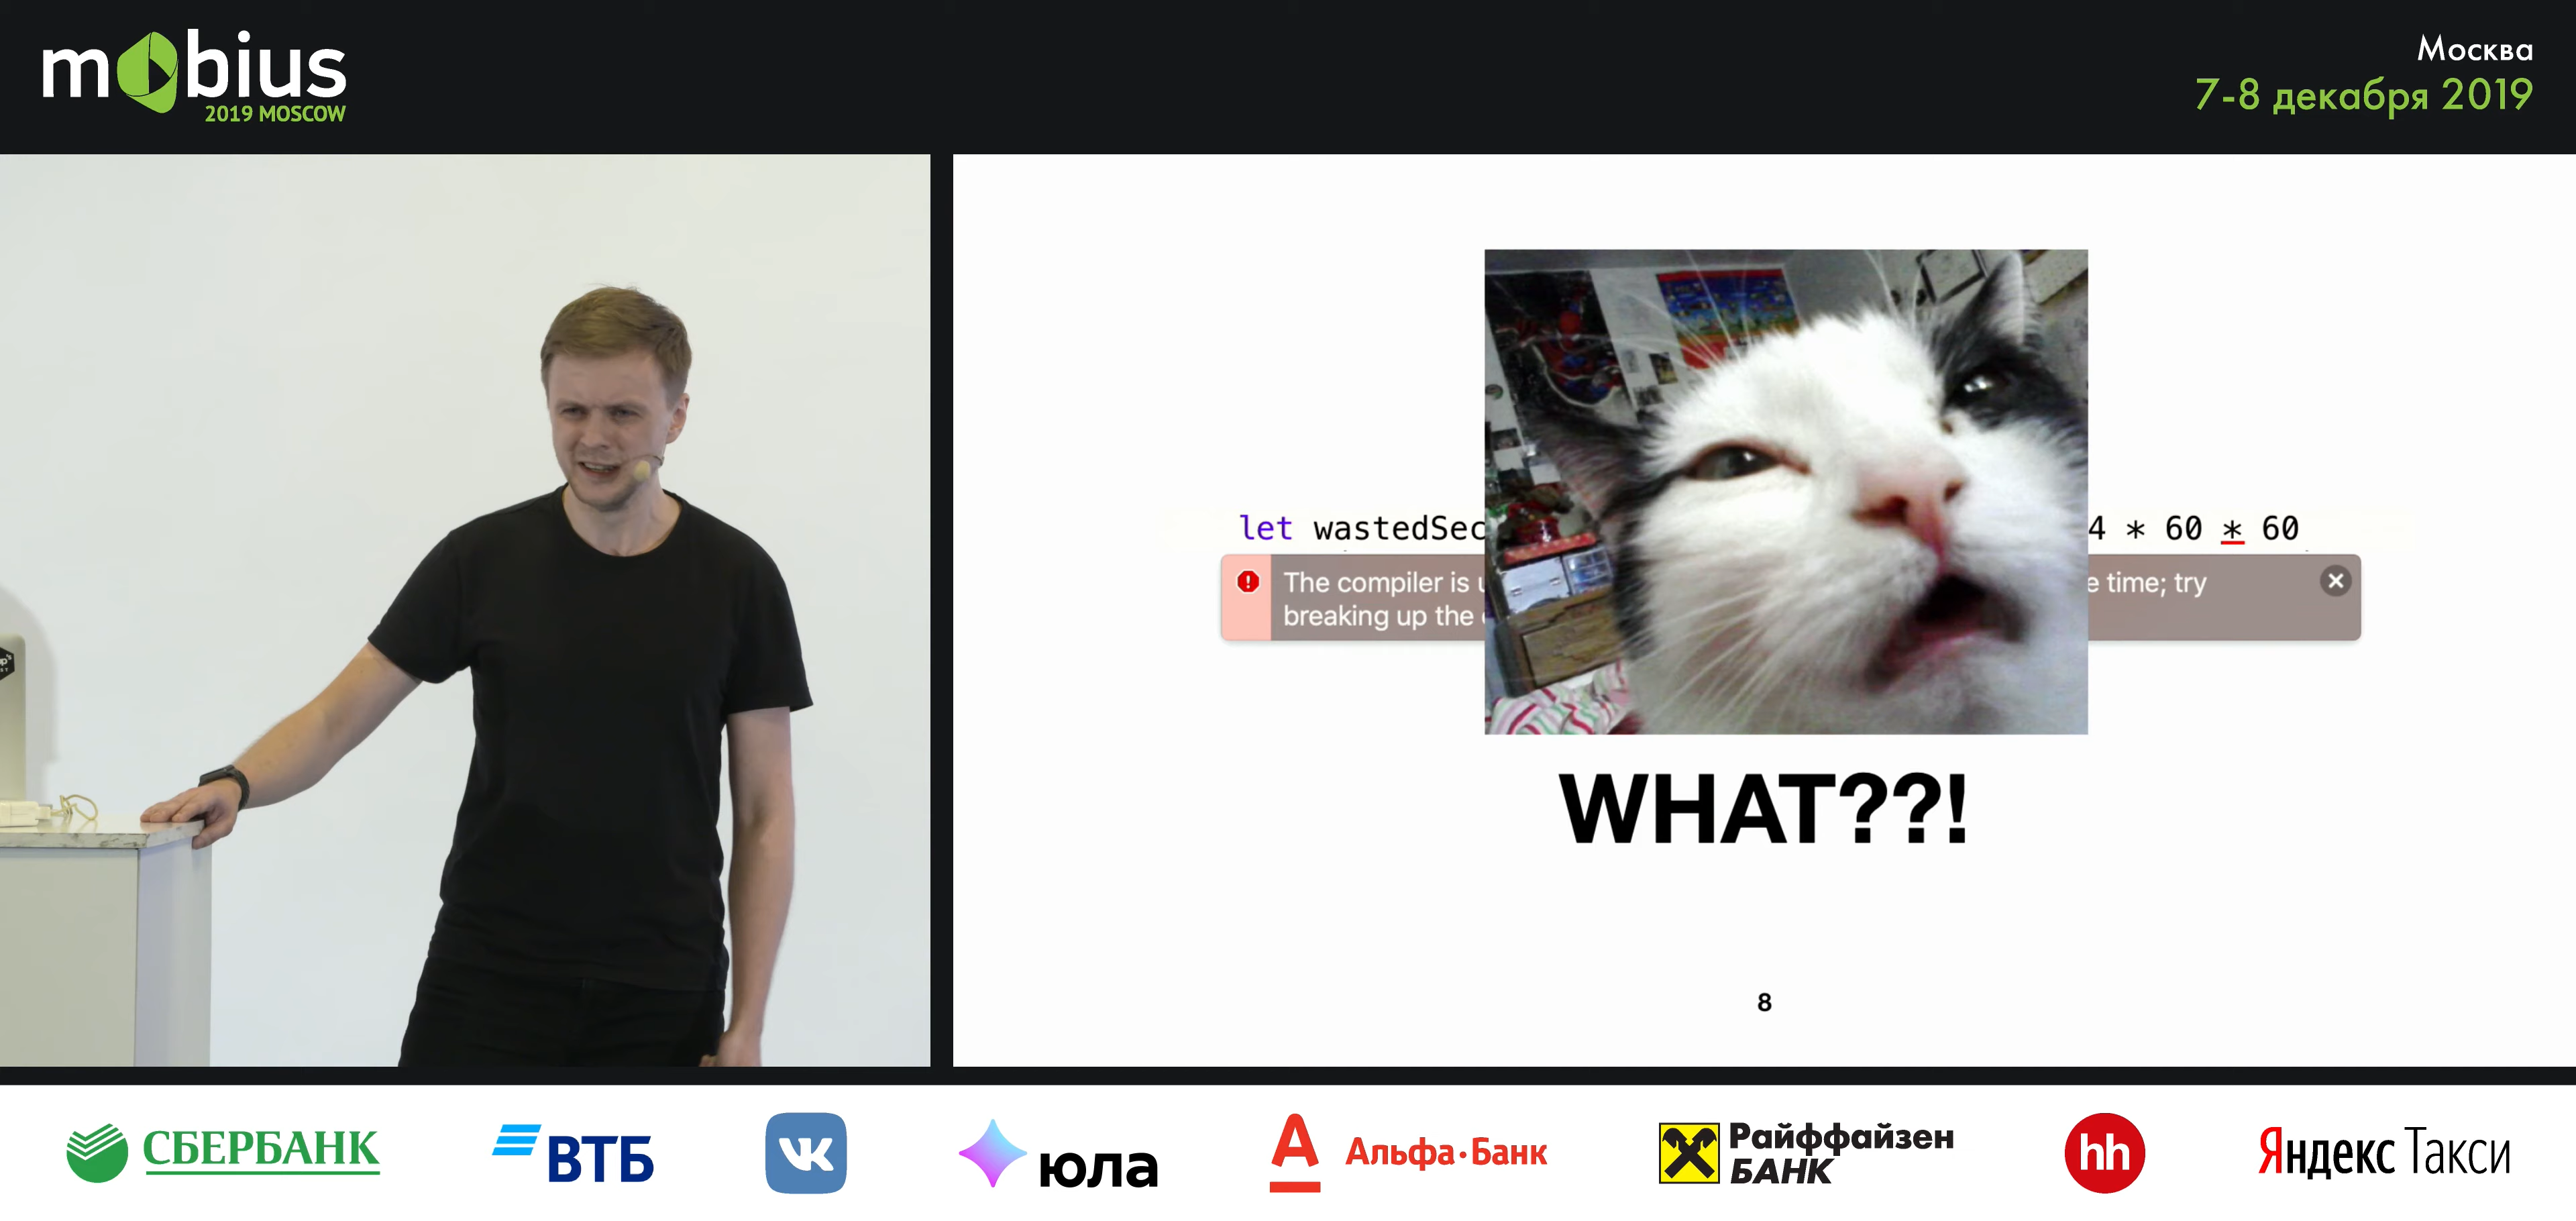 mobius
2019 MOSCOW
Москва
7-8 декабря 2019
let wastedSec
4 * 60 * 60
The compiler is
e time; try
breaking up the
WHAT??!
8
СБЕРБАНК
ВТБ
VK
юла
Альфа·Банк
Райффайзен
БАНК
hh
Яндекс Такси